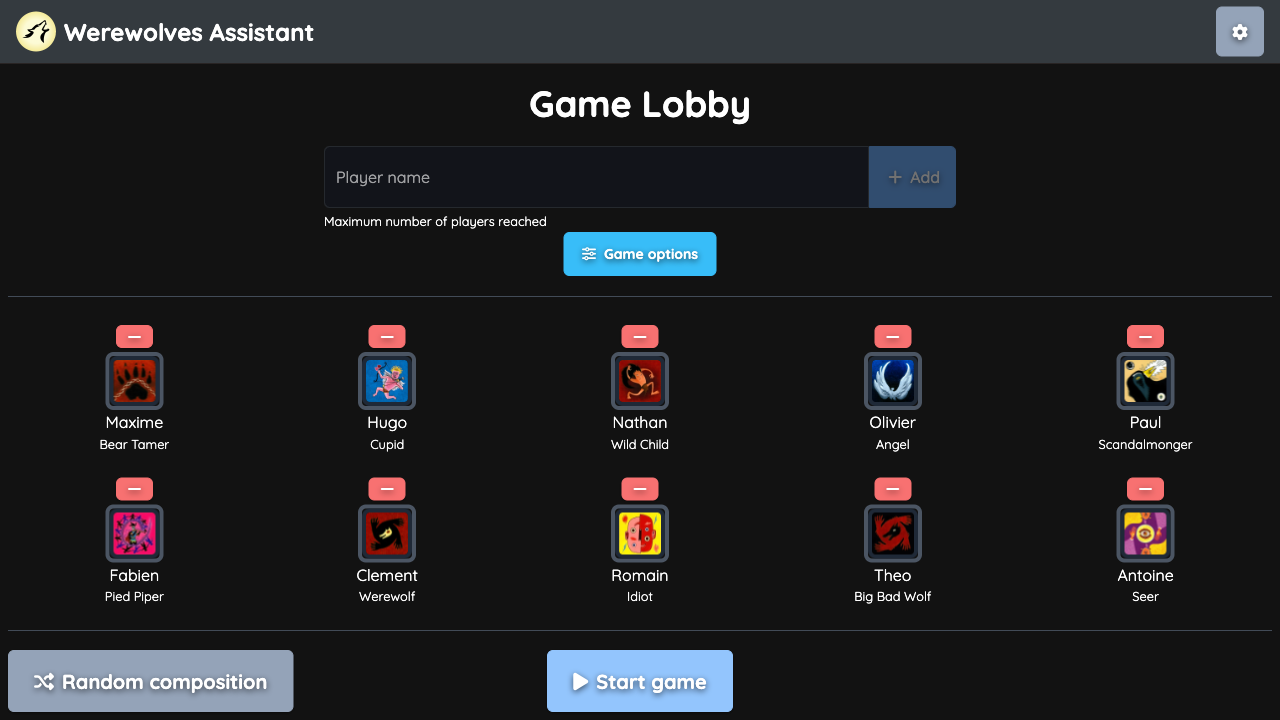 Werewolves Assistant
Game Lobby
Player name
Add
Maximum number of players reached
Game options
Maxime
Bear Tamer
Hugo
Cupid
Nathan
Wild Child
Olivier
Angel
Paul
Scandalmonger
Fabien
Pied Piper
Clement
Werewolf
Romain
Idiot
Theo
Big Bad Wolf
Antoine
Seer
Random composition
Start game